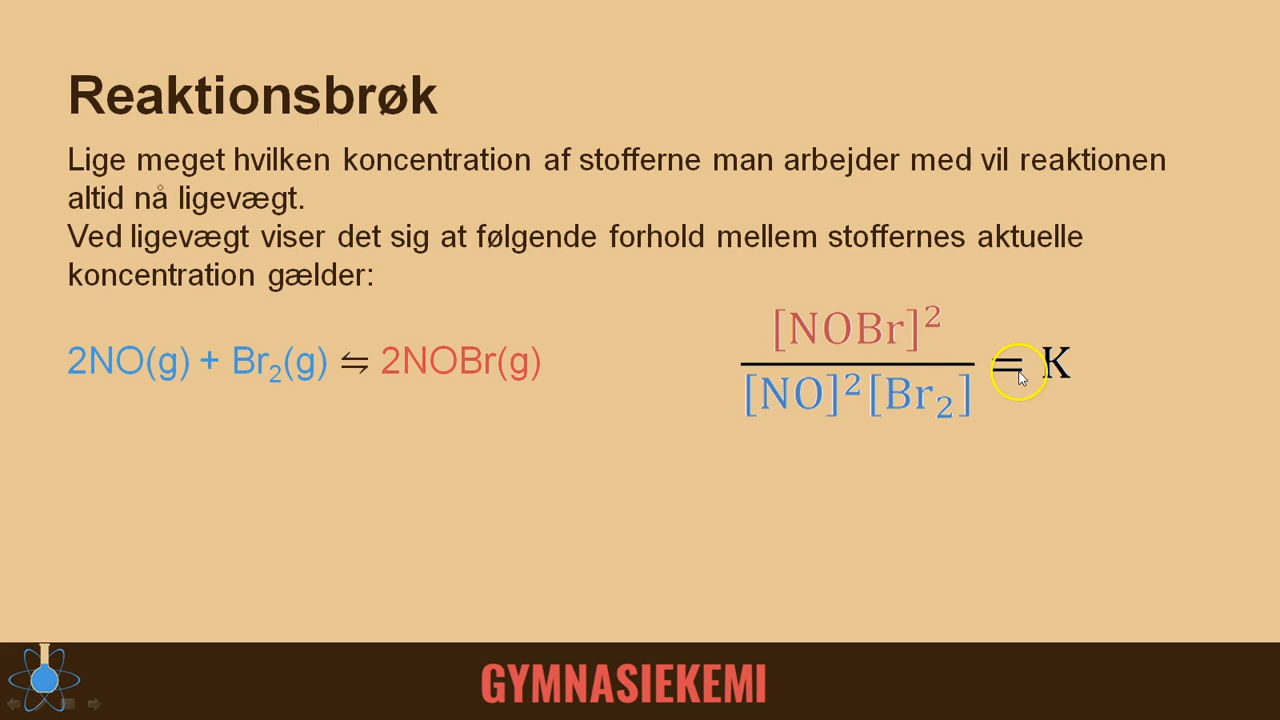 Reaktionsbrøk
Lige meget hvilken koncentration af stofferne man arbejder med vil reaktionen
altid nå ligevægt.
Ved ligevægt viser det sig at følgende forhold mellem stoffernes aktuelle
koncentration gælder:
2NO(g) + Br₂(g) ⇋ 2NOBr(g)
[NOBr]²
[NO]²[Br₂]
= K
GYMNASIEKEMI